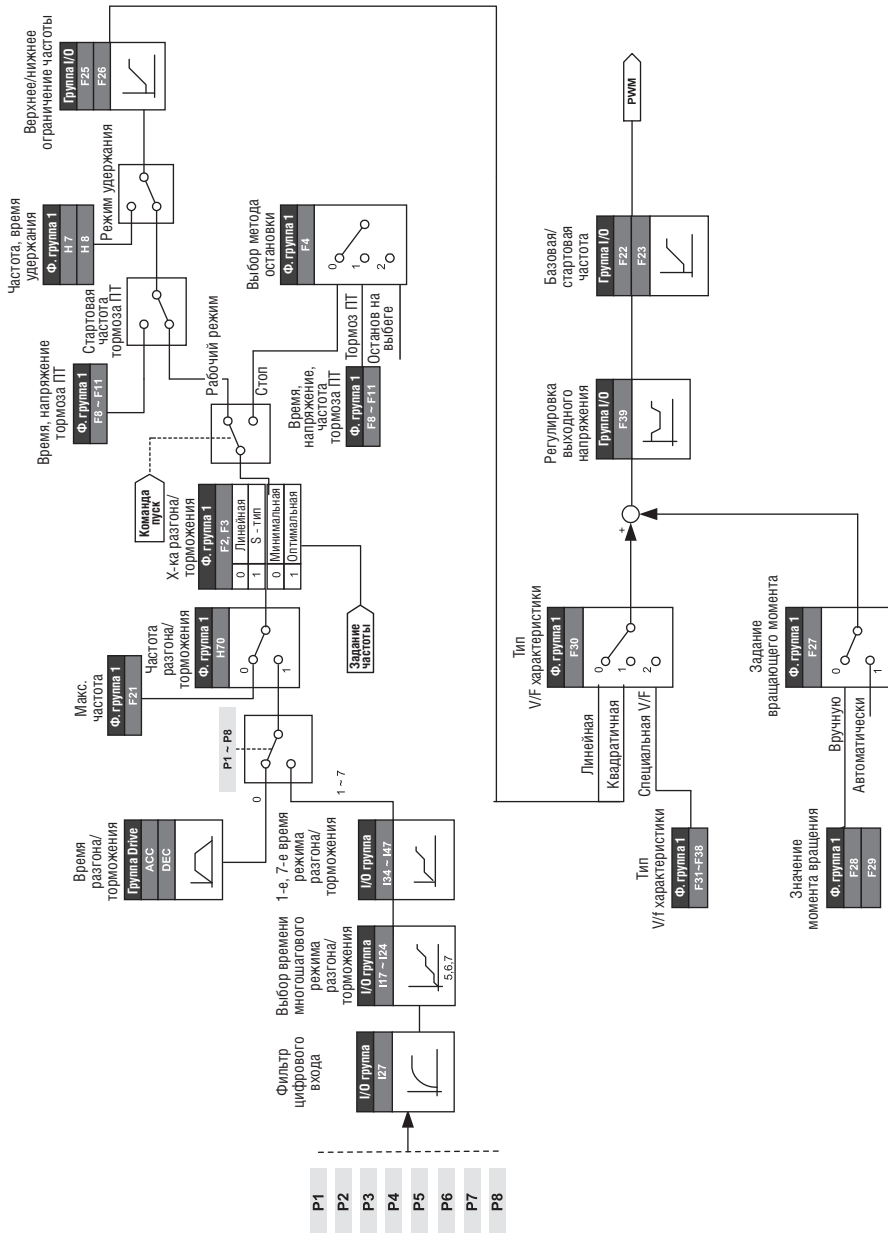 P1
P2
P3
P4
P5
P6
P7
P8
Фильтр
цифрового
входа
I/O группа
I27
Выбор времени
многошагового
режима
разгона/
торможения
I/O группа
I17 ~ I24
5,6,7
1-е, 7-е время
режима
разгона/
торможения
I/O группа
I34 ~ I47
Время
разгона/
торможения
Группа Drive
ACC
DEC
0
1 ~ 7
P1 ~ P8
Макс.
частота
Ф. группа 1
F21
Частота
разгона/
торможения
Ф. группа 1
H70
0
1
Задание
частоты
Х-ка разгона/
торможения
Ф. группа 1
F2, F3
0 Линейная
1 S - тип
0 Минимальная
1 Оптимальная
Команда
пуск
Рабочий режим
Стоп
Время, напряжение
тормоза ПТ
Ф. группа 1
F8 ~ F11
Стартовая
частота
тормоза ПТ
Время,
напряжение,
частота
тормоза ПТ
Ф. группа 1
F8 ~ F11
Тормоз ПТ
Останов на
выбеге
Выбор метода
остановки
Ф. группа 1
F4
0
1
2
Частота, время
удержания
Ф. группа 1
H 7
H 8
Режим удержания
Верхнее/нижнее
ограничение частоты
Группа I/O
F25
F26
Линейная
Квадратичная
Специальная V/F
Тип
V/f характеристики
Ф. группа 1
F31~F38
Тип
V/F характеристики
Ф. группа 1
F30
0
1
2
Значение
момента вращения
Ф. группа 1
F28
F29
Вручную
Автоматически
Задание
вращающего момента
Ф. группа 1
F27
0
1
+
Регулировка
выходного
напряжения
Группа I/O
F39
Базовая/
стартовая
частота
Группа I/O
F22
F23
PWM